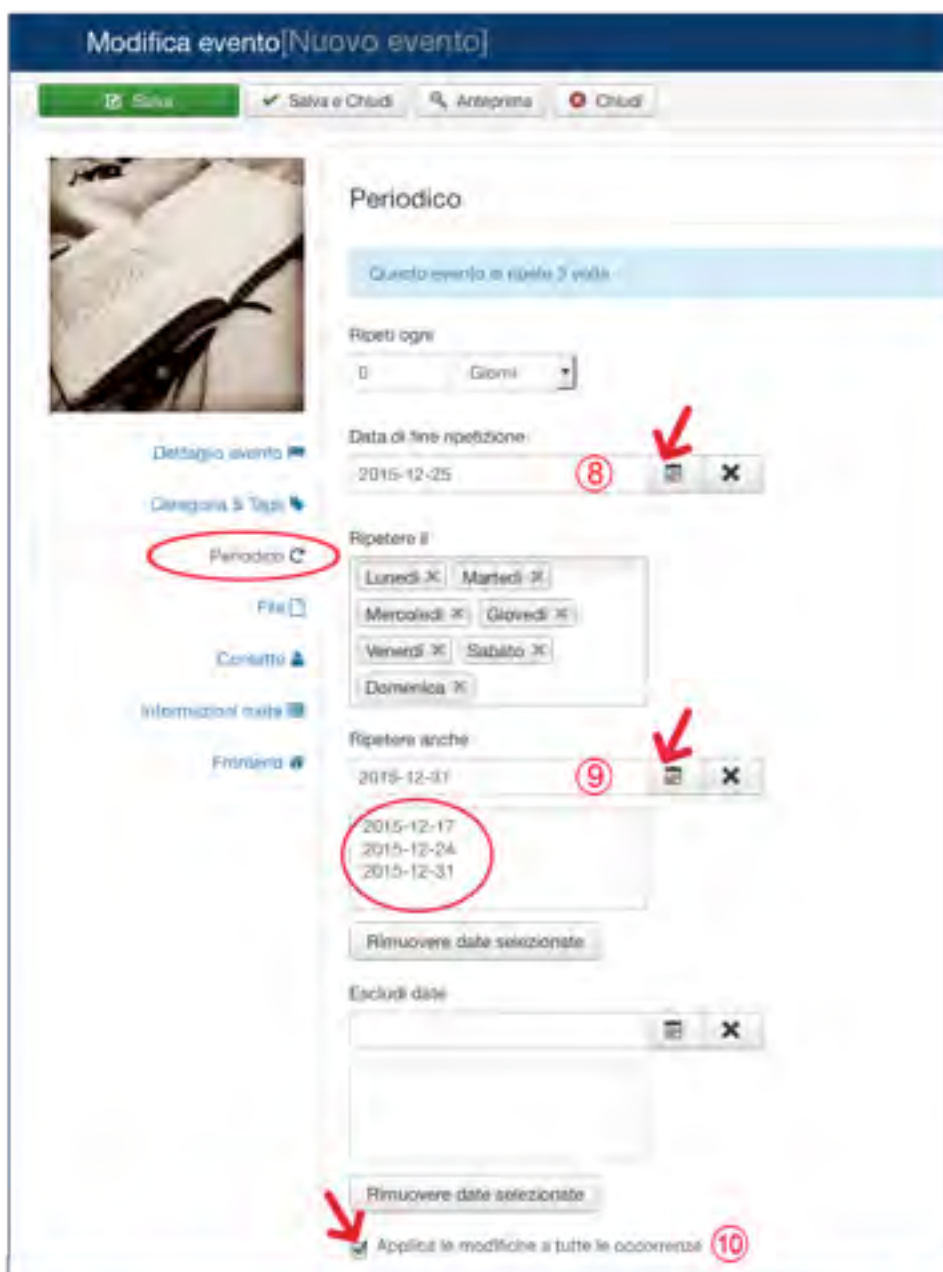 Modifica evento[Nuovo evento]
Salva
Salva e Chiudi
Anteprima
Chiudi
Periodico
Questo evento si ripete 3 volte
Ripeti ogni
0
Giorni
Dettaglio evento
Categoria & Tags
Periodico
File
Contatto
Frontend
Data di fine ripetizione
2015-12-25
8
Ripetere il
Lunedì
Martedì
Mercoledì
Giovedì
Venerdì
Sabato
Domenica
Ripetere anche
2015-12-31
9
2015-12-17
2015-12-24
2015-12-31
Rimuovere date selezionate
Escludi date
Rimuovere date selezionate
Applica le modifiche a tutte le occorrenze
10